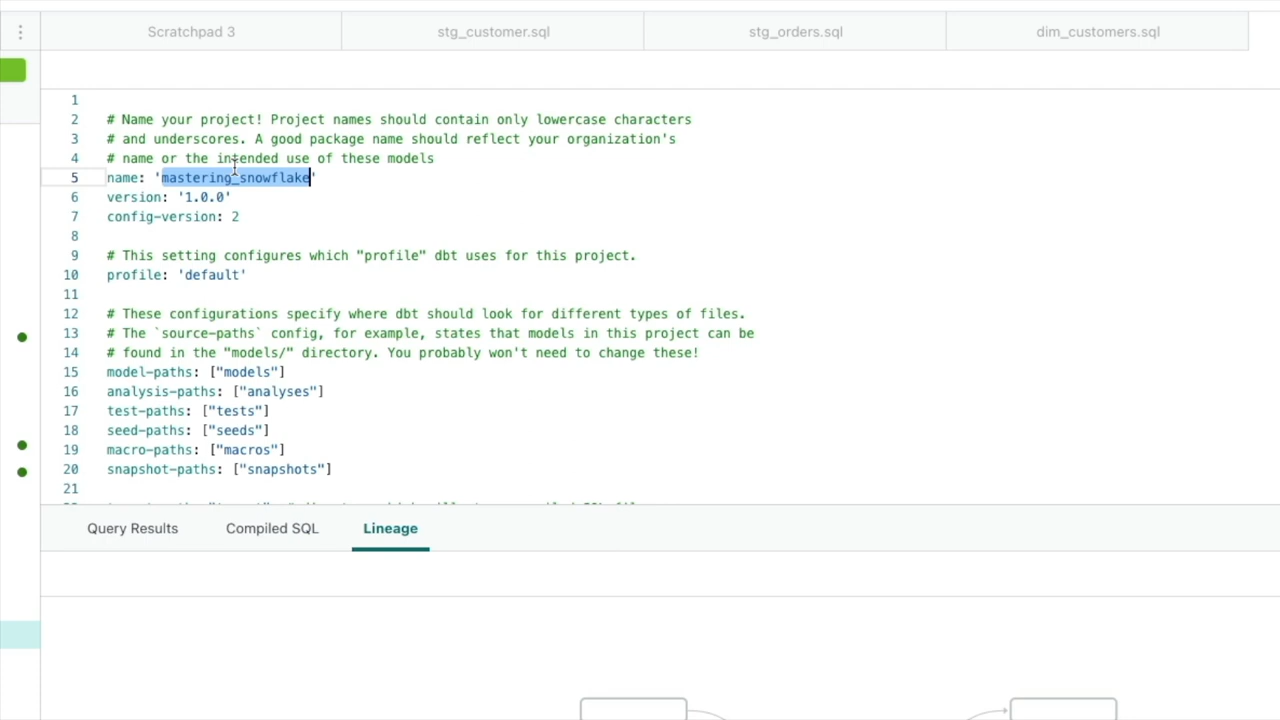 Scratchpad 3 stg_customer.sql stg_orders.sql dim_customers.sql
1
2 # Name your project! Project names should contain only lowercase characters
3 # and underscores. A good package name should reflect your organization's
4 # name or the intended use of these models
5 name: 'mastering_snowflake'
6 version: '1.0.0'
7 config-version: 2
8
9 # This setting configures which "profile" dbt uses for this project.
10 profile: 'default'
11
12 # These configurations specify where dbt should look for different types of files.
13 # The `source-paths` config, for example, states that models in this project can be
14 # found in the "models/" directory. You probably won't need to change these!
15 model-paths: ["models"]
16 analysis-paths: ["analyses"]
17 test-paths: ["tests"]
18 seed-paths: ["seeds"]
19 macro-paths: ["macros"]
20 snapshot-paths: ["snapshots"]
21
Query Results Compiled SQL Lineage